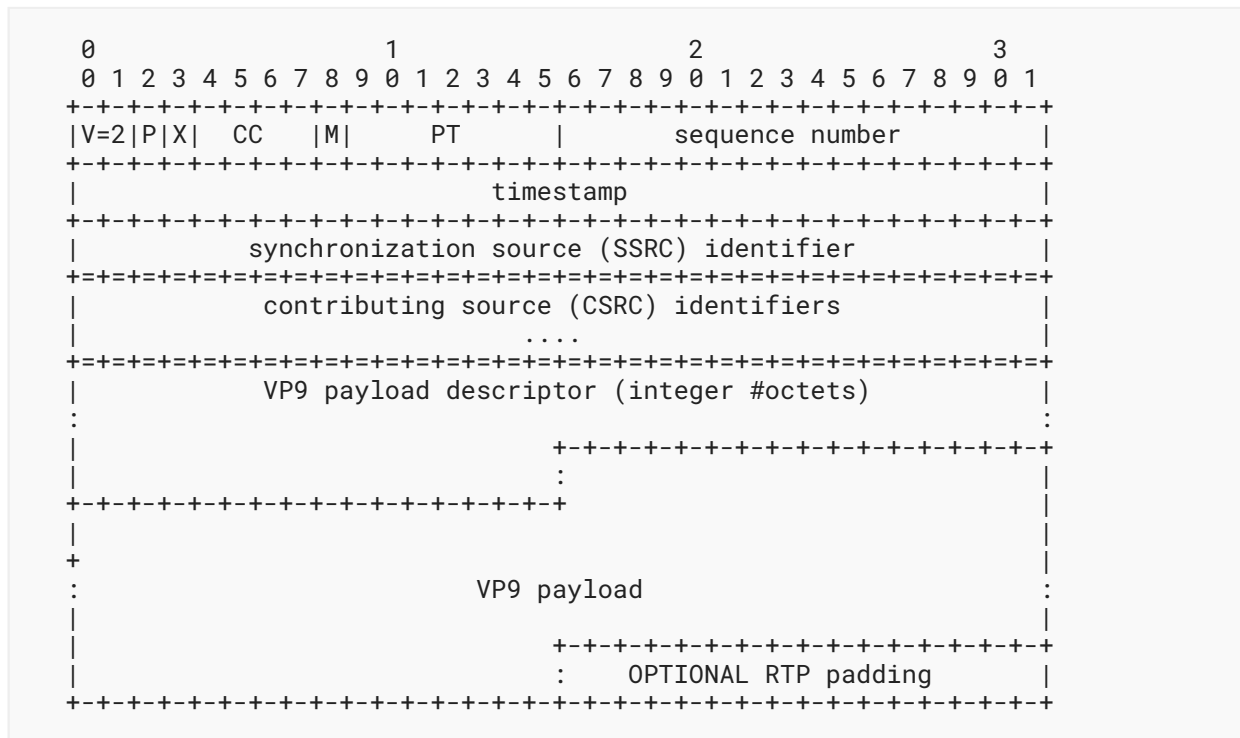 0                   1                   2                   3
 0 1 2 3 4 5 6 7 8 9 0 1 2 3 4 5 6 7 8 9 0 1 2 3 4 5 6 7 8 9 0 1
+-+-+-+-+-+-+-+-+-+-+-+-+-+-+-+-+-+-+-+-+-+-+-+-+-+-+-+-+-+-+-+-+
|V=2|P|X|  CC   |M|     PT      |       sequence number         |
+-+-+-+-+-+-+-+-+-+-+-+-+-+-+-+-+-+-+-+-+-+-+-+-+-+-+-+-+-+-+-+-+
|                           timestamp                           |
+-+-+-+-+-+-+-+-+-+-+-+-+-+-+-+-+-+-+-+-+-+-+-+-+-+-+-+-+-+-+-+-+
|           synchronization source (SSRC) identifier            |
+=+=+=+=+=+=+=+=+=+=+=+=+=+=+=+=+=+=+=+=+=+=+=+=+=+=+=+=+=+=+=+=+
|            contributing source (CSRC) identifiers             |
|                             ....                              |
+=+=+=+=+=+=+=+=+=+=+=+=+=+=+=+=+=+=+=+=+=+=+=+=+=+=+=+=+=+=+=+=+
|            VP9 payload descriptor (integer #octets)           |
:                                                               :
|                               +-+-+-+-+-+-+-+-+-+-+-+-+-+-+-+-+
|                               :                               |
+-+-+-+-+-+-+-+-+-+-+-+-+-+-+-+-+                               |
|                                                               |
+                                                               |
:                          VP9 payload                          :
|                                                               |
|                               +-+-+-+-+-+-+-+-+-+-+-+-+-+-+-+-+
|                               :    OPTIONAL RTP padding       |
+-+-+-+-+-+-+-+-+-+-+-+-+-+-+-+-+-+-+-+-+-+-+-+-+-+-+-+-+-+-+-+-+